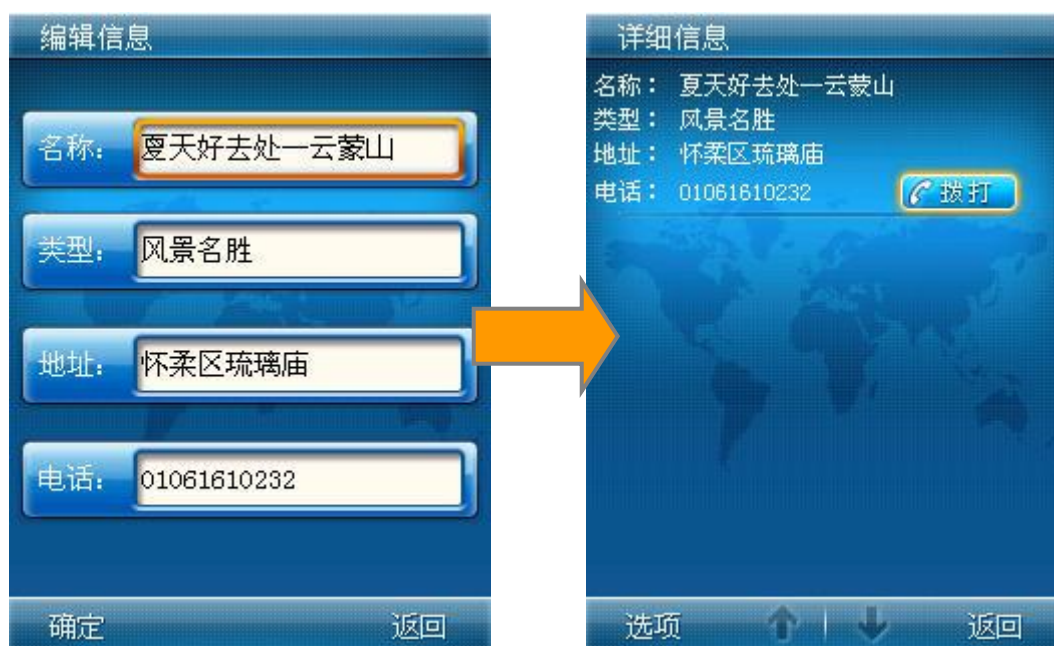 编辑信息
名称：
夏天好去处一云蒙山
类型：
风景名胜
地址：
怀柔区琉璃庙
电话：
01061610232
确定
返回
详细信息
名称： 夏天好去处一云蒙山
类型： 风景名胜
地址： 怀柔区琉璃庙
电话： 01061610232
拨打
选项
返回